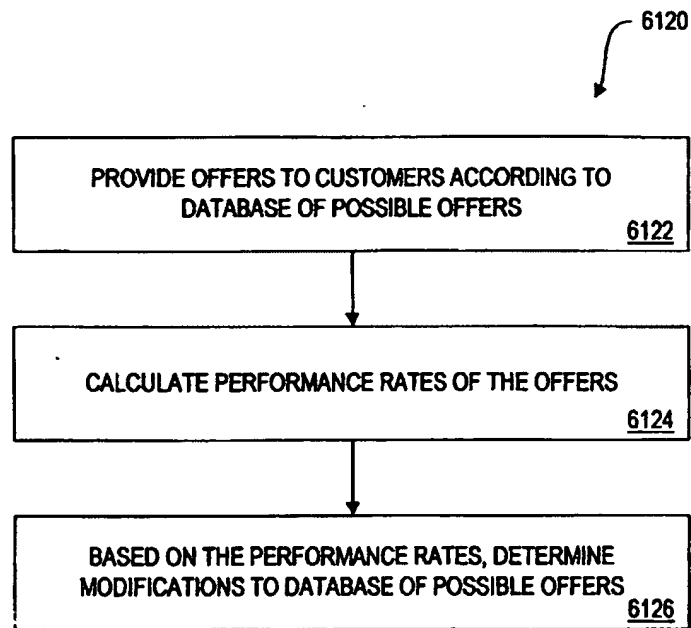 6120
PROVIDE OFFERS TO CUSTOMERS ACCORDING TO
DATABASE OF POSSIBLE OFFERS
6122
CALCULATE PERFORMANCE RATES OF THE OFFERS
6124
BASED ON THE PERFORMANCE RATES, DETERMINE
MODIFICATIONS TO DATABASE OF POSSIBLE OFFERS
6126